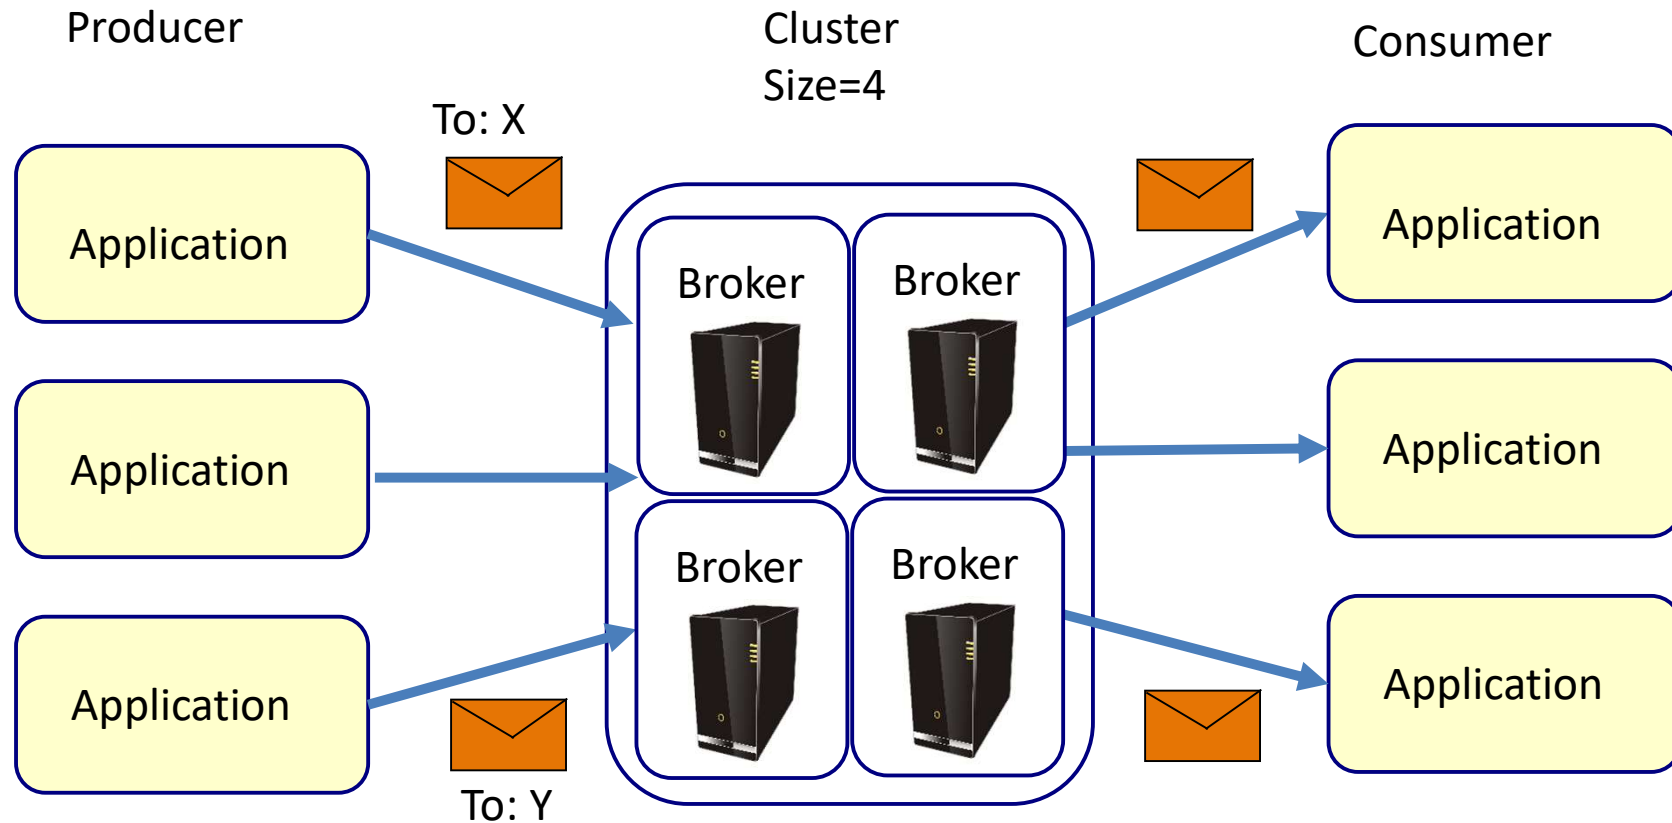 Producer
Cluster
Size=4
Consumer
To: X
Application
Application
Application
Broker
Broker
Broker
Broker
To: Y
Application
Application
Application